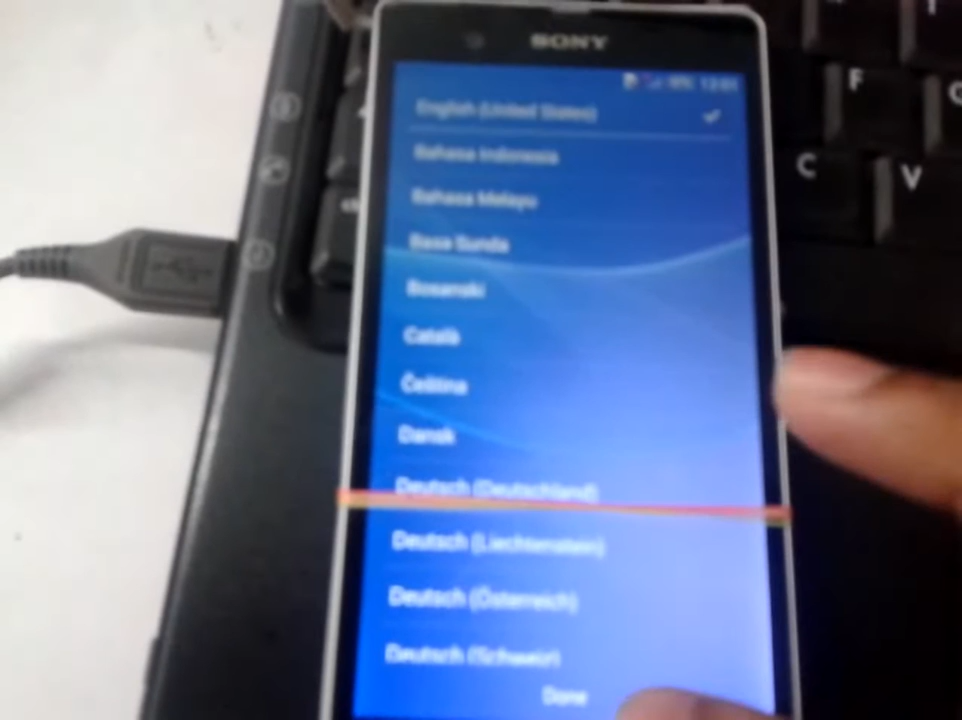 SONY
English (United States)
Bahasa Indonesia
Bahasa Melayu
Basa Sunda
Bosanski
Català
Čeština
Dansk
Deutsch (Deutschland)
Deutsch (Liechtenstein)
Deutsch (Österreich)
Deutsch (Schweiz)
Done
F
C
V